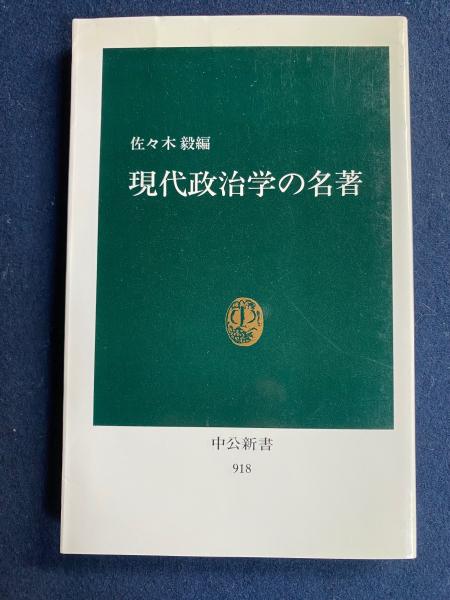 佐々木 毅編
現代政治学の名著
中公新書
918